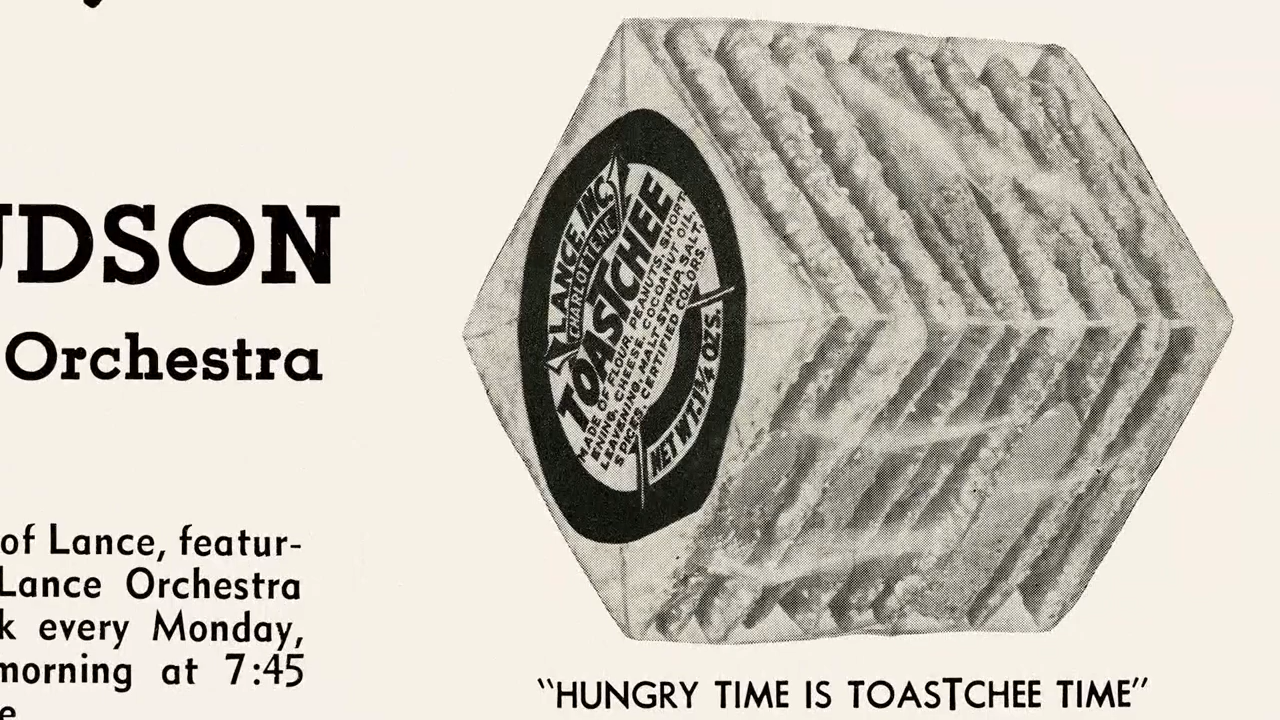 UDSON
Orchestra
of Lance, featur-
Lance Orchestra
k every Monday,
morning at 7:45
e
LANCE, INC.
CHARLOTTE N.C.
TOASTCHEE
MADE OF FLOUR, PEANUTS, SHORT
ENING, CHEESE, COCOANUT OIL,
LEAVENING, MALT SYRUP, SALT,
SPICES, CERTIFIED COLORS
NET WT. 1¼ OZS.
"HUNGRY TIME IS TOASTCHEE TIME"